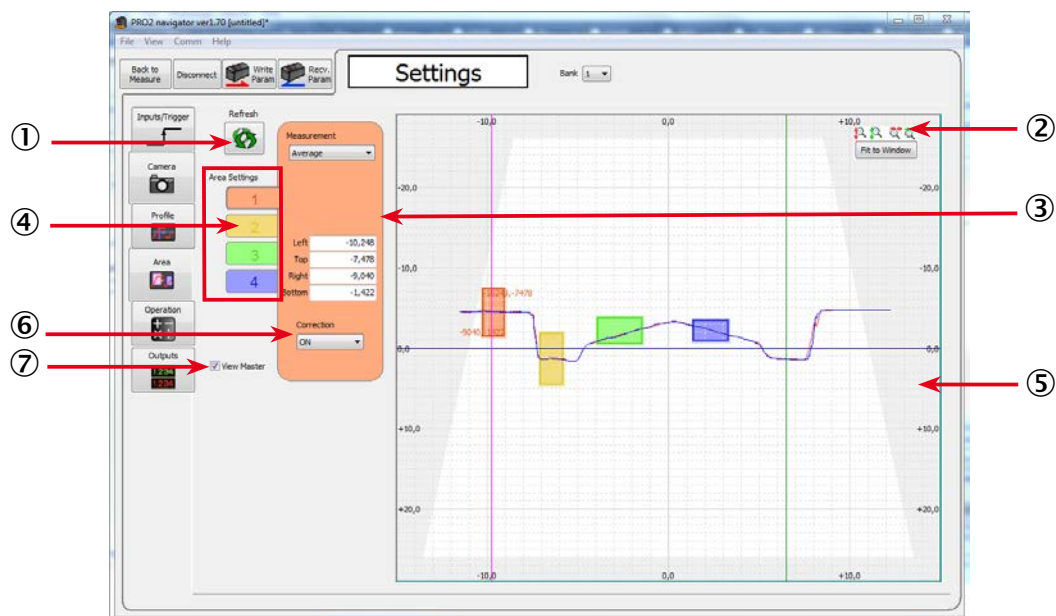 PRO2 navigator ver1.70 [untitled]*
File View Comm Help
Back to Measure
Disconnect
Write Param
Recv. Param
Settings
Bank 1
Inputs/Trigger
Camera
Profile
Area
Operation
Outputs
1.234
1.234
Refresh
Area Settings
1
2
3
4
View Master
Measurement
Average
Left -10,248
Top -7,478
Right -9,040
Bottom -1,422
Correction
ON
-10,0 0,0 +10,0
Fit to Window
-20,0 -20,0
-10,0 -10,0
0,0 0,0
+10,0 +10,0
+20,0 +20,0
-10,0 0,0 +10,0
①
②
③
④
⑤
⑥
⑦